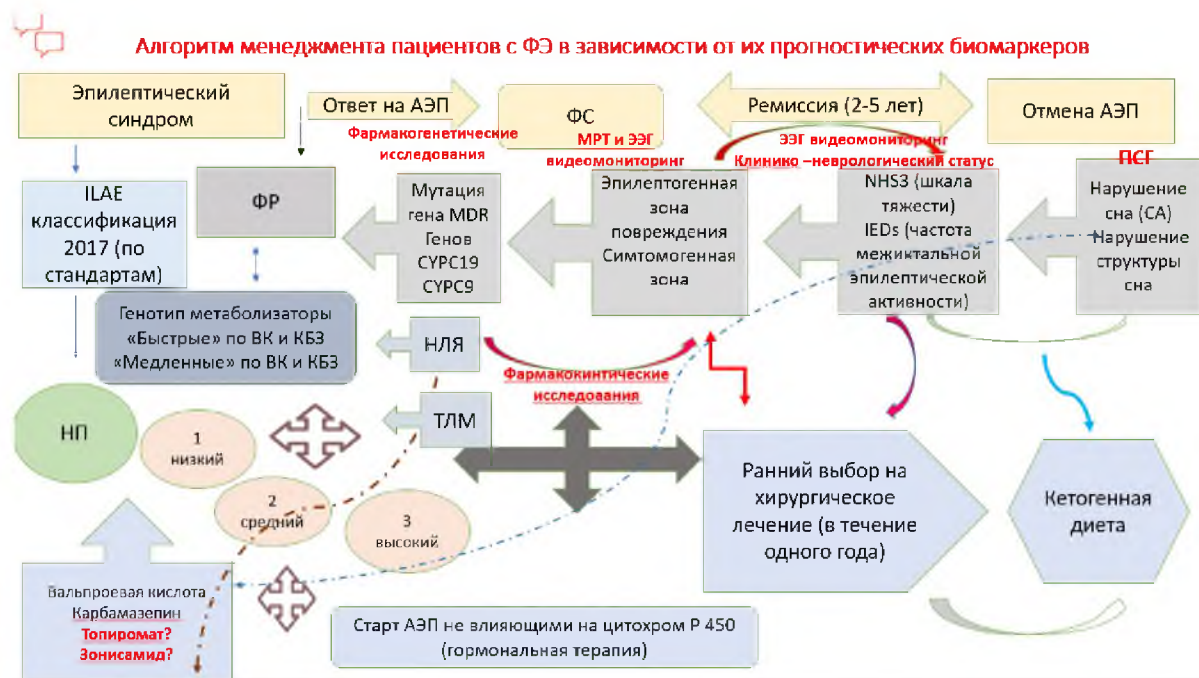 Алгоритм менеджмента пациентов с ФЭ в зависимости от их прогностических биомаркеров
Эпилептический
синдром
Ответ на АЭП
ФС
Ремиссия (2-5 лет)
Отмена АЭП
Фармакогенетические
исследования
МРТ и ЭЭГ
видеомониторинг
ЭЭГ видеомониторинг
Клинико –неврологический статус
ПСГ
ILAE
классификация
2017 (по
стандартам)
ФР
Мутация
гена MDR
Генов
CYPC19
CYPC9
Эпилептогенная
зона
повреждения
Симтомогенная
зона
NHS3 (шкала
тяжести)
IEDs (частота
межиктальной
эпилептической
активности)
Нарушение
сна (СА)
Нарушение
структуры
сна
Генотип метаболизаторы
«Быстрые» по ВК и КБЗ
«Медленные» по ВК и КБЗ
НЛЯ
Фармакокинтические
исследоавния
ТЛМ
НП
1
низкий
2
средний
3
высокий
Ранний выбор на
хирургическое
лечение (в течение
одного года)
Кетогенная
диета
Вальпроевая кислота
Карбамазепин
Топиромат?
Зонисамид?
Старт АЭП не влияющими на цитохром Р 450
(гормональная терапия)